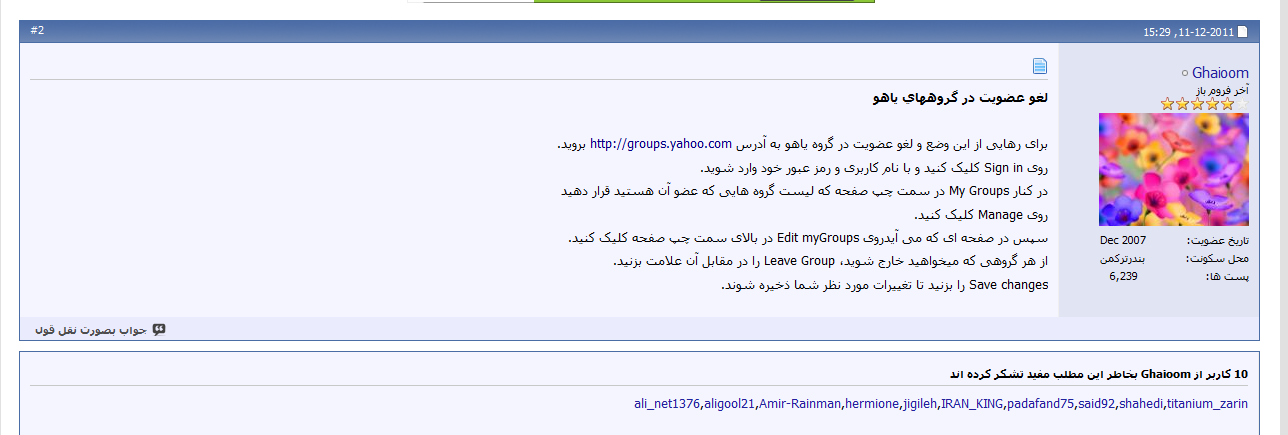 11-12-2011, 15:29
#2
Ghaioom
آخر فروم باز
تاریخ عضویت: Dec 2007
محل سکونت: بندرترکمن
پست ها: 6,239
لغو عضويت در گروههاي ياهو
برای رهایی از این وضع و لغو عضویت در گروه یاهو به آدرس http://groups.yahoo.com بروید.
روی Sign in کلیک کنید و با نام کاربری و رمز عبور خود وارد شوید.
در کنار My Groups در سمت چپ صفحه که لیست گروه هایی که عضو آن هستید قرار دهید
روی Manage کلیک کنید.
سپس در صفحه ای که می آیدروی Edit myGroups در بالای سمت چپ صفحه کلیک کنید.
از هر گروهی که میخواهید خارج شوید، Leave Group را در مقابل آن علامت بزنید.
Save changes را بزنید تا تغییرات مورد نظر شما ذخیره شوند.
جواب بصورت نقل قول
10 کاربر از Ghaioom بخاطر این مطلب مفید تشکر کرده اند
ali_net1376,aligool21,Amir-Rainman,hermione,jigileh,IRAN_KING,padafand75,said92,shahedi,titanium_zarin